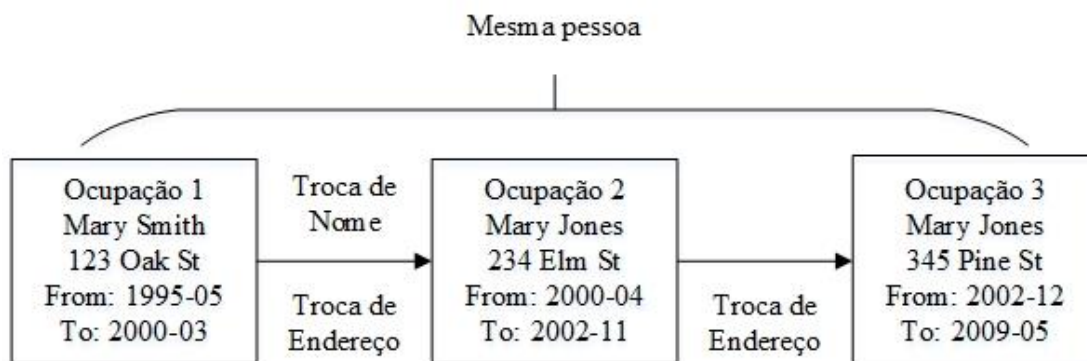 Mesma pessoa
Ocupação 1
Mary Smith
123 Oak St
From: 1995-05
To: 2000-03
Troca de
Nome
Troca de
Endereço
Ocupação 2
Mary Jones
234 Elm St
From: 2000-04
To: 2002-11
Troca de
Endereço
Ocupação 3
Mary Jones
345 Pine St
From: 2002-12
To: 2009-05